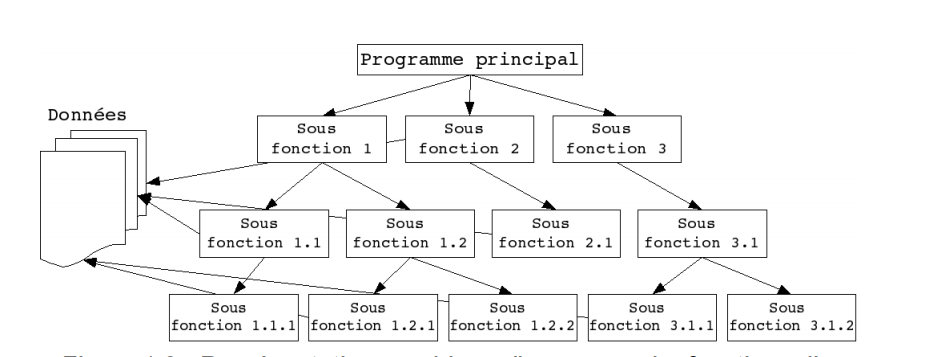 Programme principal
Données
Sous
fonction 1
Sous
fonction 2
Sous
fonction 3
Sous
fonction 1.1
Sous
fonction 1.2
Sous
fonction 2.1
Sous
fonction 3.1
Sous
fonction 1.1.1
Sous
fonction 1.2.1
Sous
fonction 1.2.2
Sous
fonction 3.1.1
Sous
fonction 3.1.2